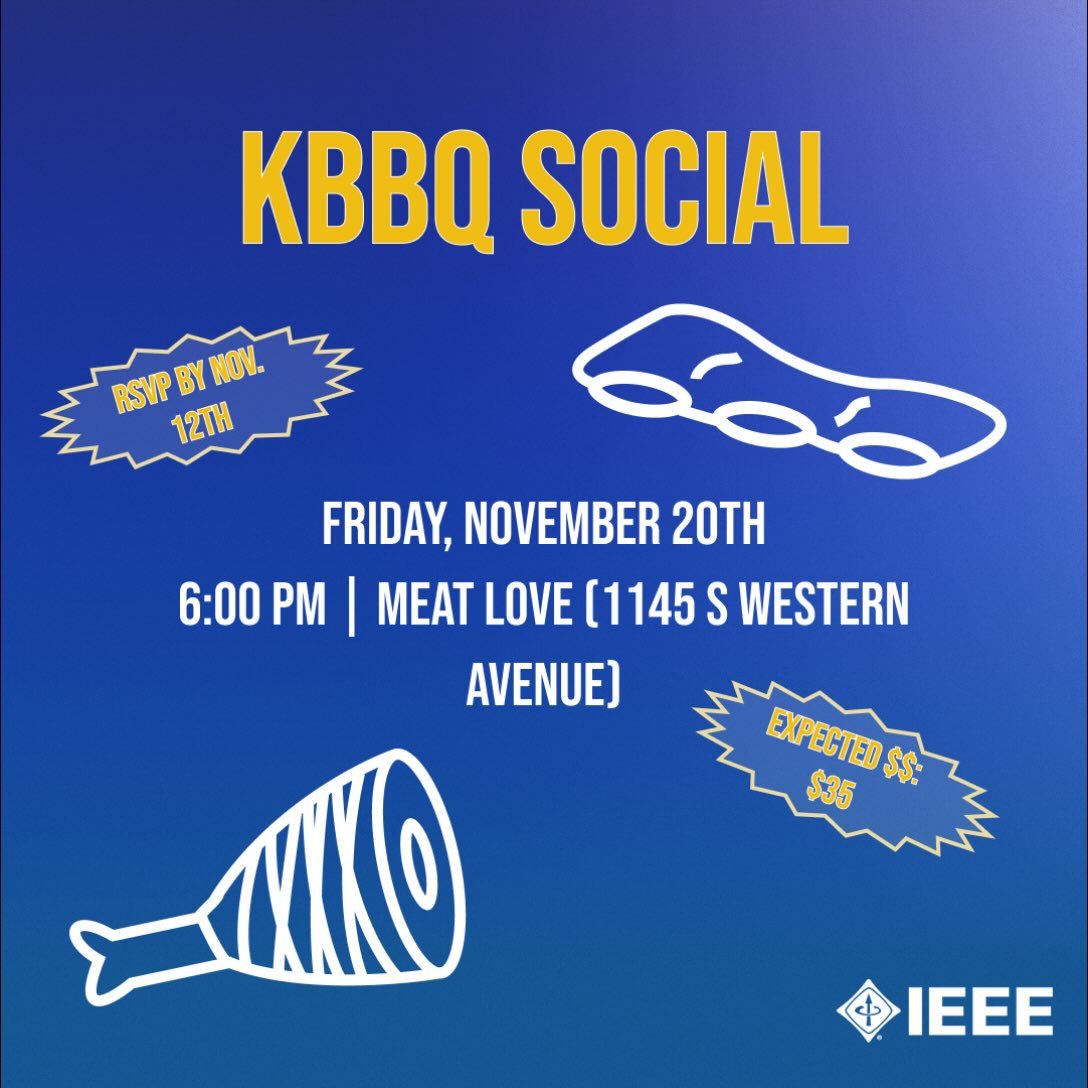 KBBQ SOCIAL
RSVP BY NOV.
12TH
FRIDAY, NOVEMBER 20TH
6:00 PM | MEAT LOVE (1145 S WESTERN
AVENUE)
EXPECTED $$:
$35
IEEE